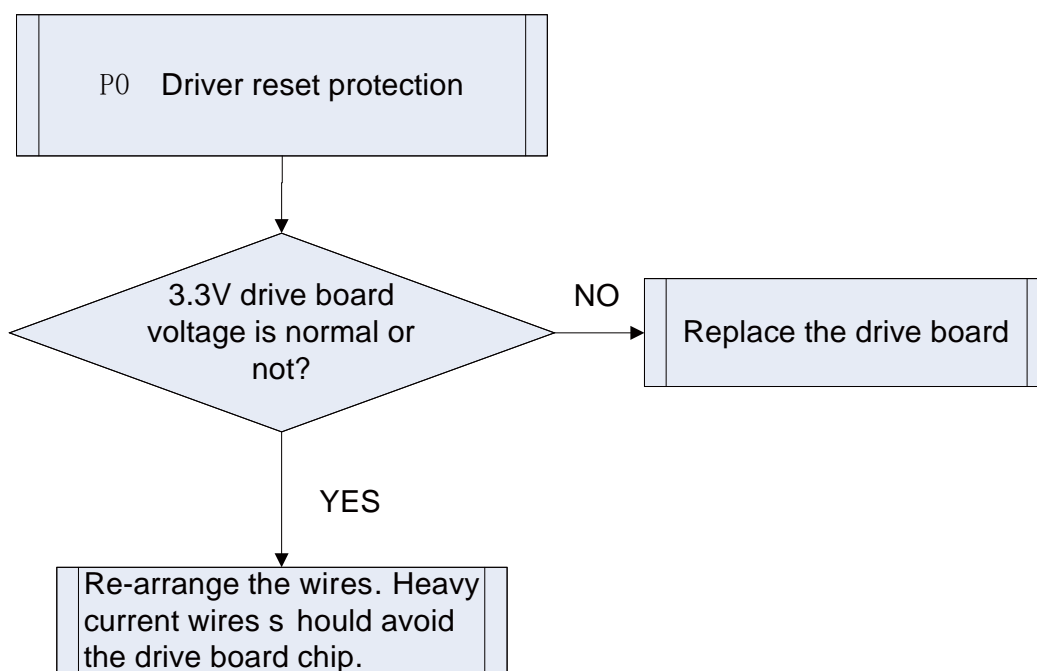 P0 Driver reset protection
3.3V drive board
voltage is normal or
not?
NO
Replace the drive board
YES
Re-arrange the wires. Heavy
current wires s hould avoid
the drive board chip.